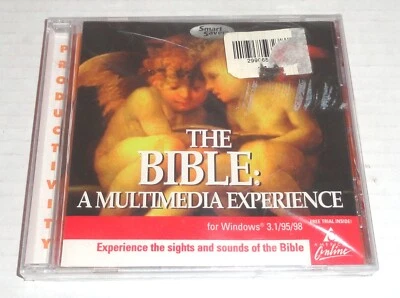 PRODUCTIVITY
Smart
Saver
299068
THE
BIBLE:
A MULTIMEDIA EXPERIENCE
for Windows® 3.1/95/98
FREE TRIAL INSIDE!
Online
Experience the sights and sounds of the Bible